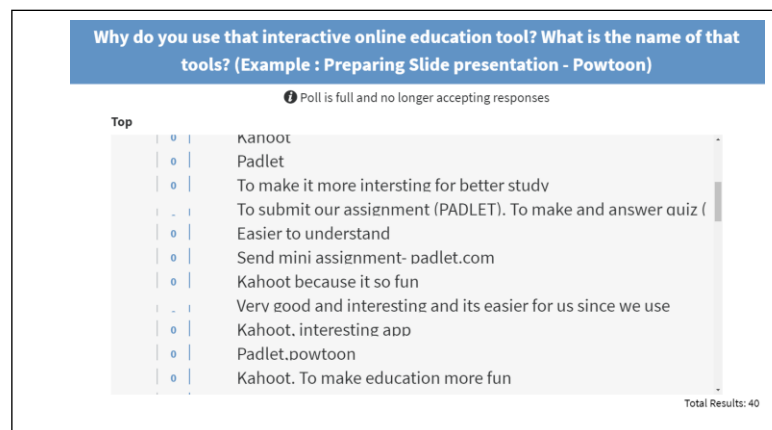 Why do you use that interactive online education tool? What is the name of that
tools? (Example : Preparing Slide presentation - Powtoon)
Poll is full and no longer accepting responses
Top
0 Kahoot
0 Padlet
0 To make it more intersting for better study
To submit our assignment (PADLET). To make and answer quiz (
0 Easier to understand
0 Send mini assignment- padlet.com
0 Kahoot because it so fun
Very good and interesting and its easier for us since we use
0 Kahoot, interesting app
0 Padlet,powtoon
0 Kahoot. To make education more fun
Total Results: 40